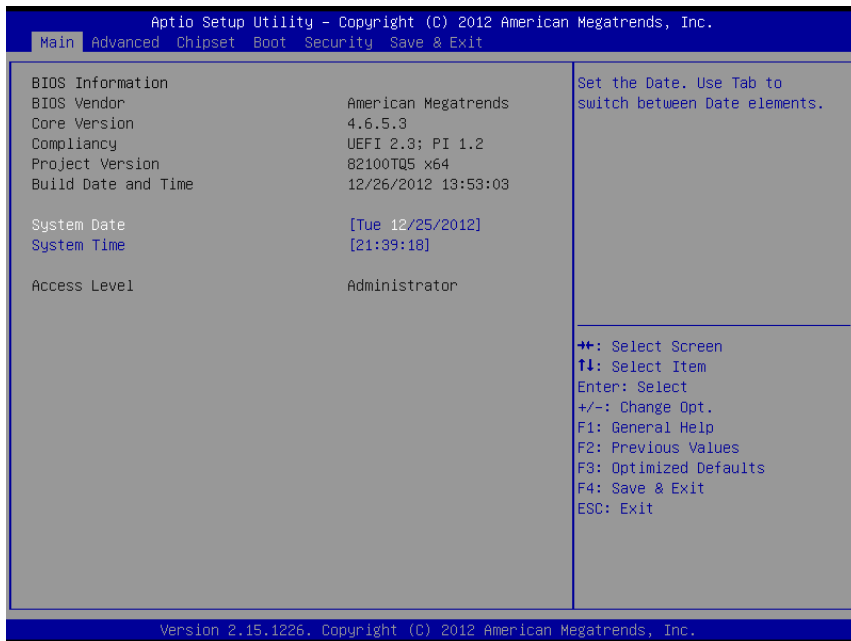 Aptio Setup Utility – Copyright (C) 2012 American Megatrends, Inc.
Main Advanced Chipset Boot Security Save & Exit
BIOS Information
BIOS Vendor American Megatrends
Core Version 4.6.5.3
Compliancy UEFI 2.3; PI 1.2
Project Version 82100TQ5 x64
Build Date and Time 12/26/2012 13:53:03
System Date [Tue 12/25/2012]
System Time [21:39:18]
Access Level Administrator
Set the Date. Use Tab to
switch between Date elements.
→←: Select Screen
↑↓: Select Item
Enter: Select
+/-: Change Opt.
F1: General Help
F2: Previous Values
F3: Optimized Defaults
F4: Save & Exit
ESC: Exit
Version 2.15.1226. Copyright (C) 2012 American Megatrends, Inc.